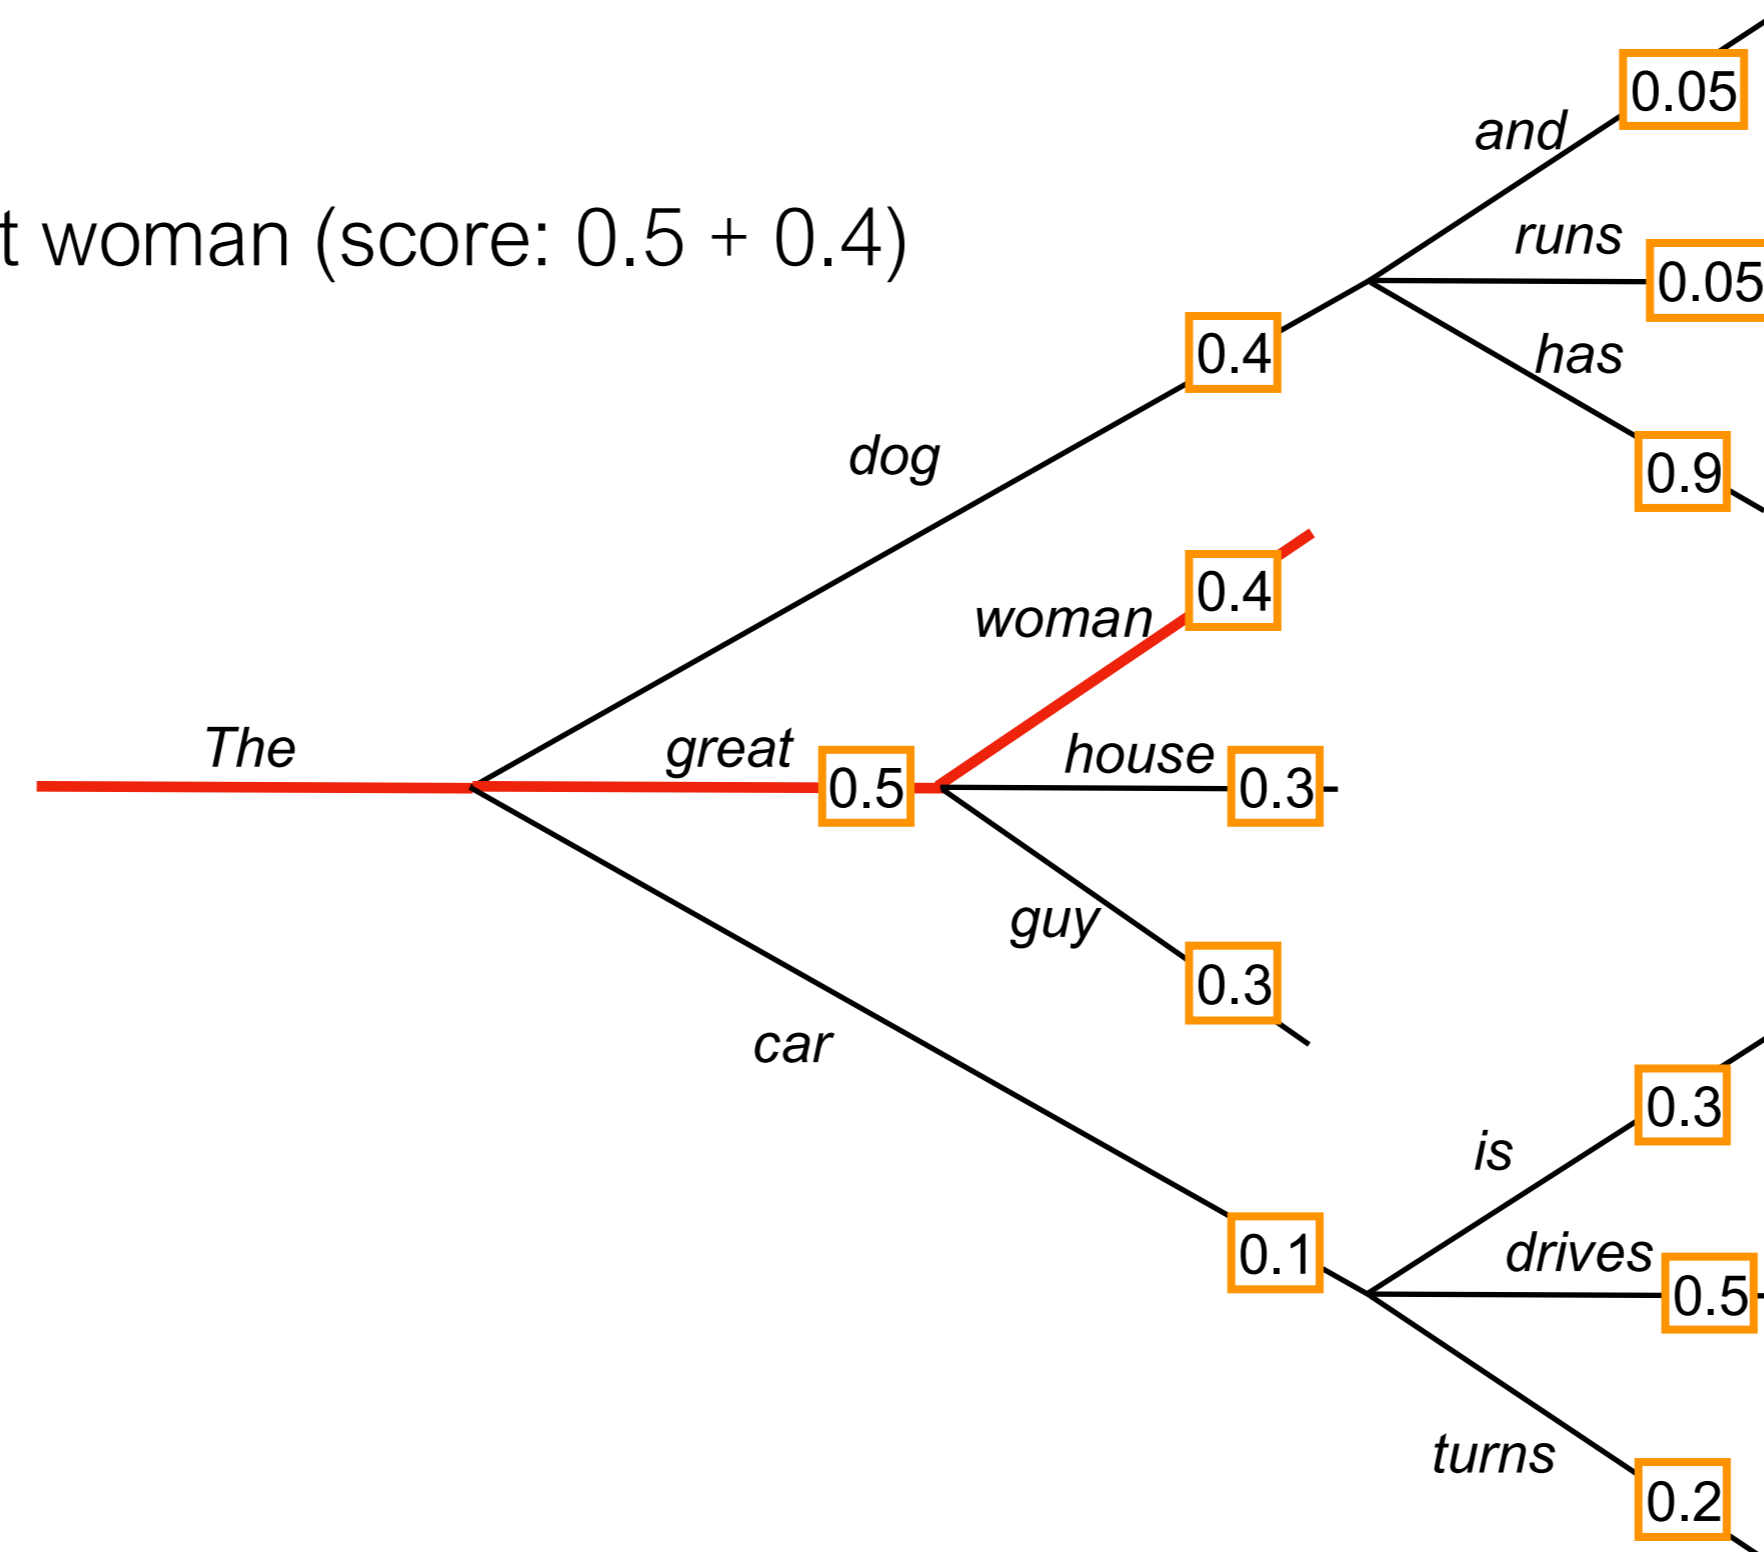 t woman (score: 0.5 + 0.4)
and
0.05
runs
0.05
has
0.9
dog
0.4
The
great
0.5
woman
0.4
house
0.3
guy
0.3
car
0.1
is
0.3
drives
0.5
turns
0.2